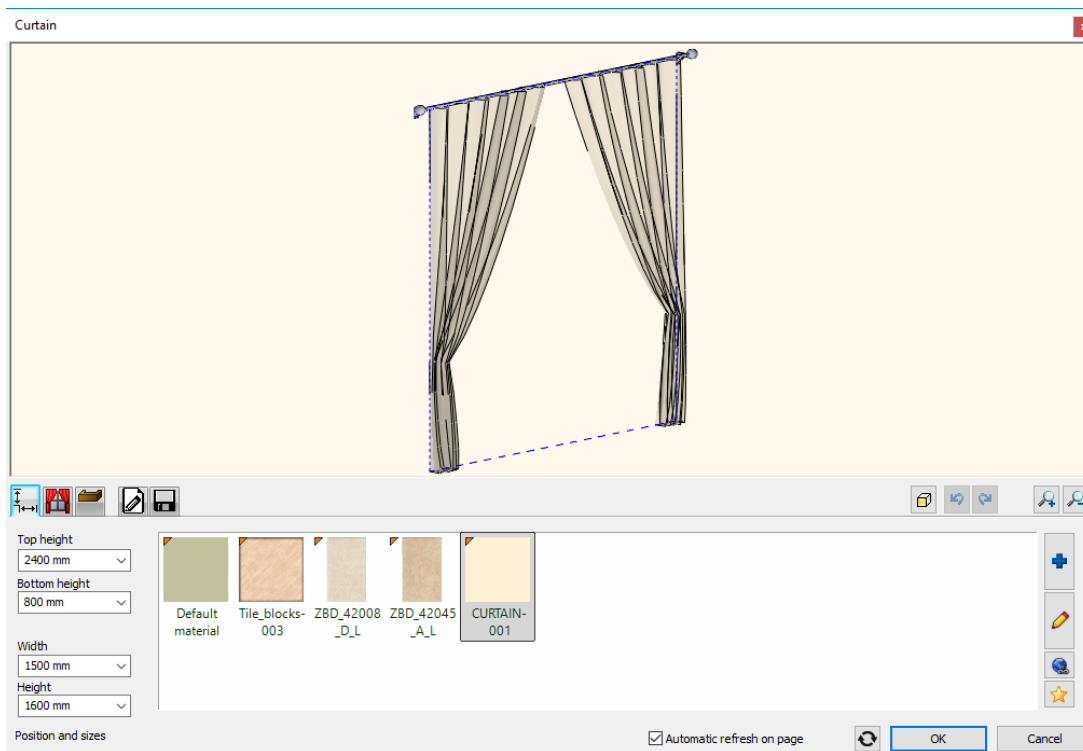 Curtain
Top height
2400 mm
Bottom height
800 mm
Width
1500 mm
Height
1600 mm
Default
material
Tile_blocks-
003
ZBD_42008
_D_L
ZBD_42045
_A_L
CURTAIN-
001
Position and sizes
Automatic refresh on page
OK
Cancel